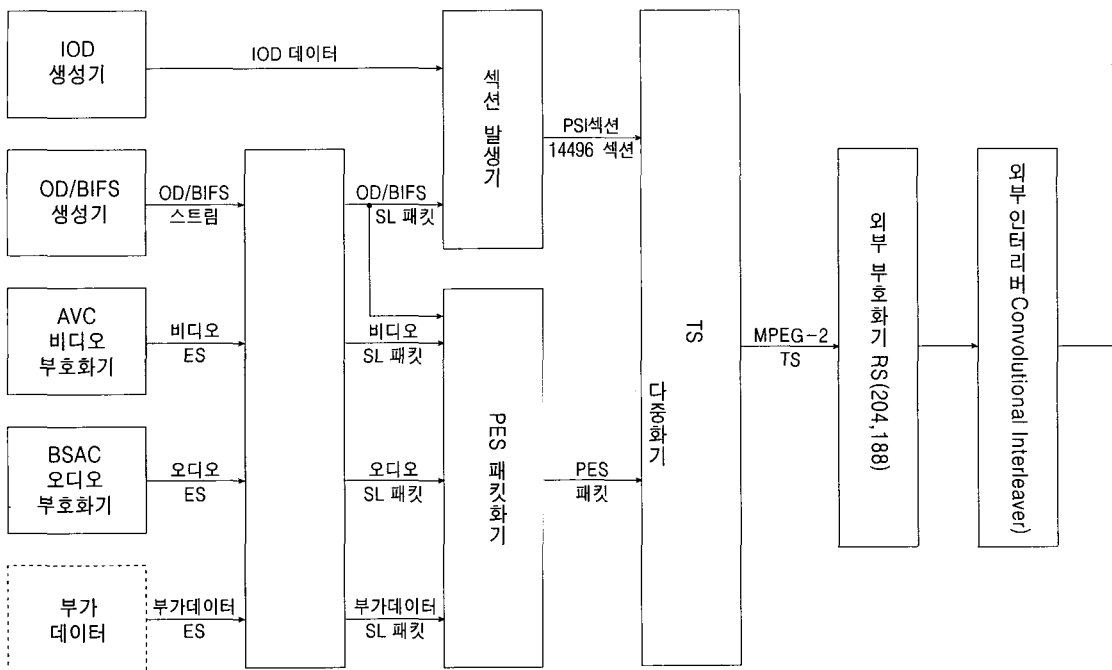 IOD
생성기
IOD 데이터
섹션 발생기
PSI섹션
14496 섹션
OD/BIFS
생성기
OD/BIFS
스트림
OD/BIFS
SL 패킷
AVC
비디오
부호화기
비디오
ES
비디오
SL 패킷
BSAC
오디오
부호화기
오디오
ES
오디오
SL 패킷
부가
데이터
부가데이터
ES
부가데이터
SL 패킷
PES 패킷화기
PES
패킷
TS
다중화기
MPEG-2
TS
외부 부호화기 RS(204,188)
외부 인터리버(Convolutional Interleaver)